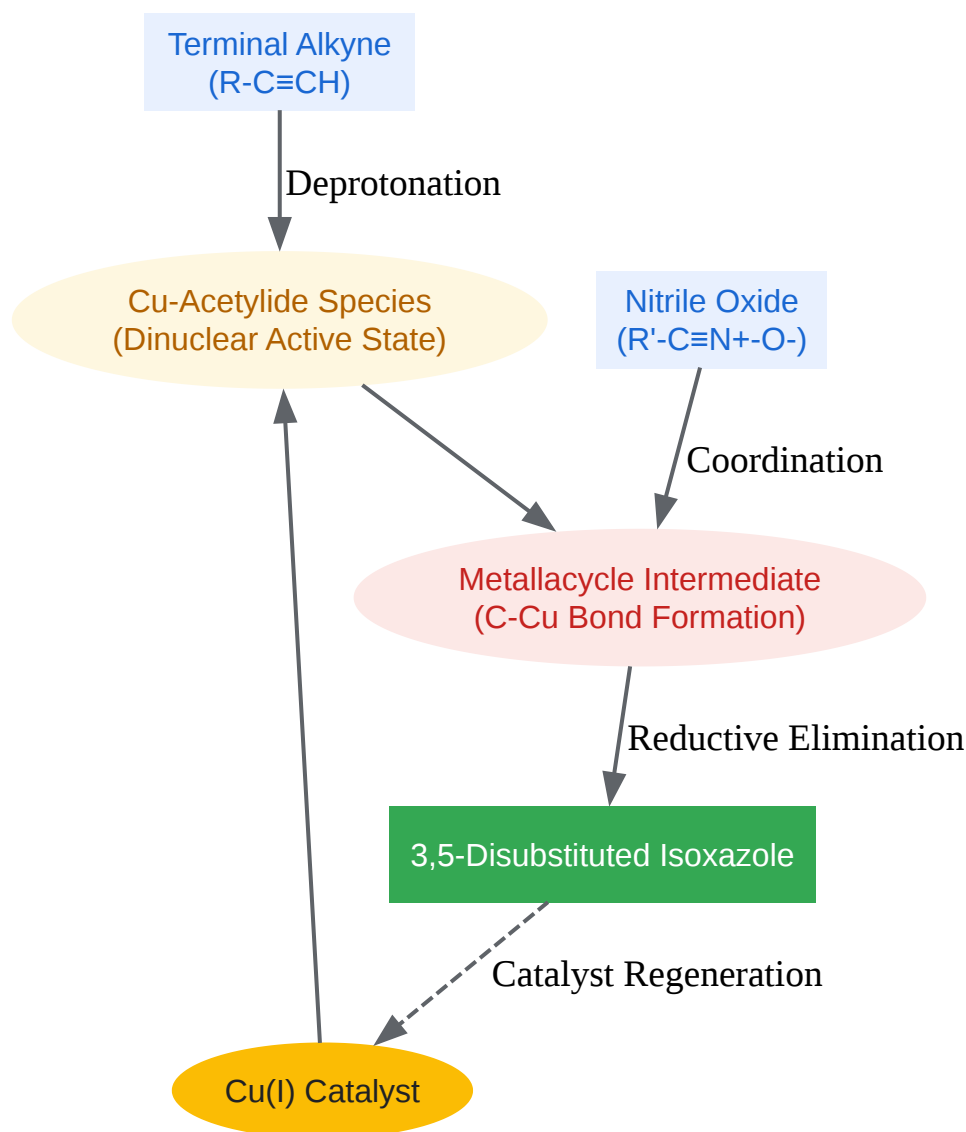 Terminal Alkyne
(R-C≡CH)
Deprotonation
Cu-Acetylide Species
(Dinuclear Active State)
Nitrile Oxide
(R'-C≡N+-O-)
Coordination
Metallacycle Intermediate
(C-Cu Bond Formation)
Reductive Elimination
3,5-Disubstituted Isoxazole
Catalyst Regeneration
Cu(I) Catalyst